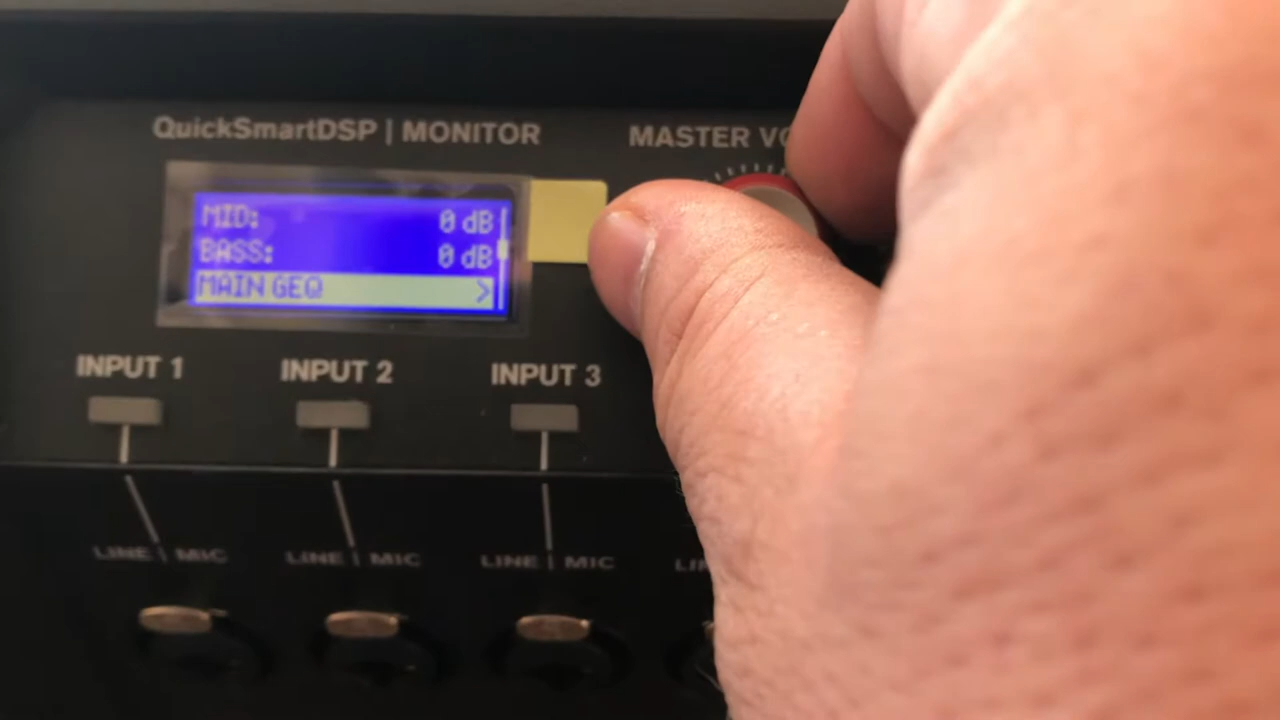 QuickSmartDSP | MONITOR
MASTER
MID: 0 dB
BASS: 0 dB
MAIN GEQ >
INPUT 1
INPUT 2
INPUT 3
LINE | MIC
LINE | MIC
LINE | MIC